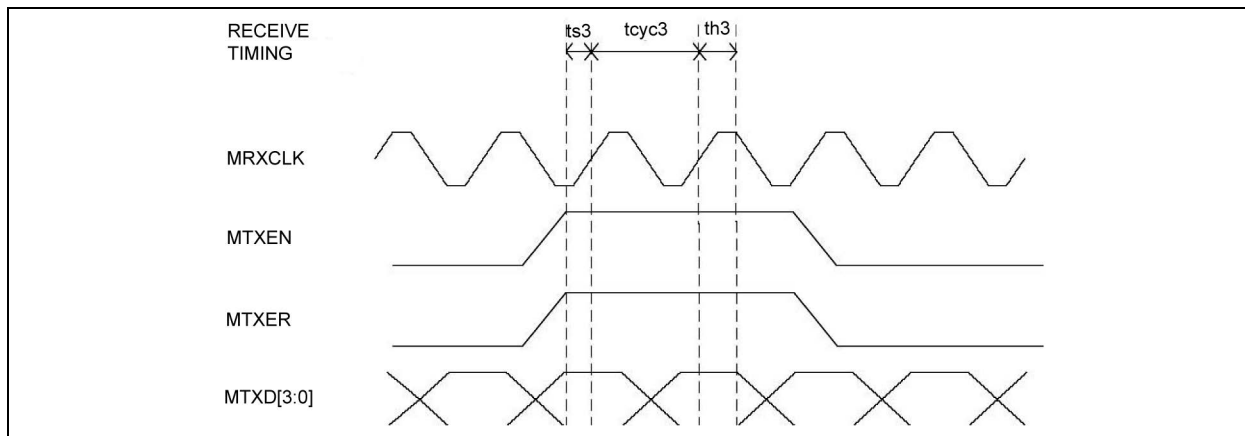 RECEIVE
TIMING
ts3
tcyc3
th3
MRXCLK
MTXEN
MTXER
MTXD[3:0]